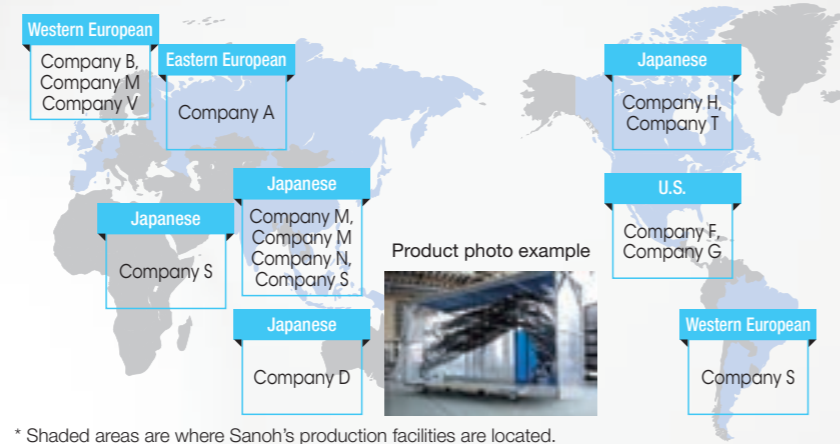 Western European
Company B,
Company M
Company V
Eastern European
Company A
Japanese
Company H,
Company T
Japanese
Company S
Japanese
Company M,
Company M
Company N,
Company S
U.S.
Company F,
Company G
Product photo example
Japanese
Company D
Western European
Company S
* Shaded areas are where Sanoh's production facilities are located.